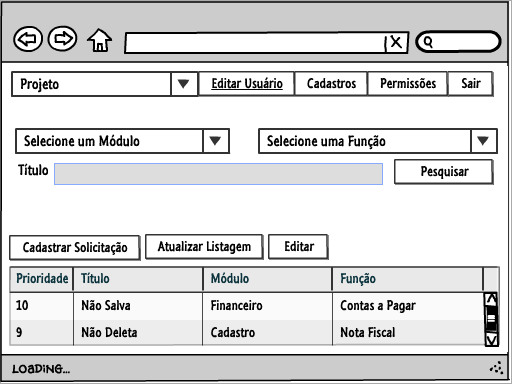 Projeto Editar Usuário Cadastros Permissões Sair
Selecione um Módulo Selecione uma Função
Título Pesquisar
Cadastrar Solicitação Atualizar Listagem Editar
Prioridade Título Módulo Função
10 Não Salva Financeiro Contas a Pagar
9 Não Deleta Cadastro Nota Fiscal
LOADING...